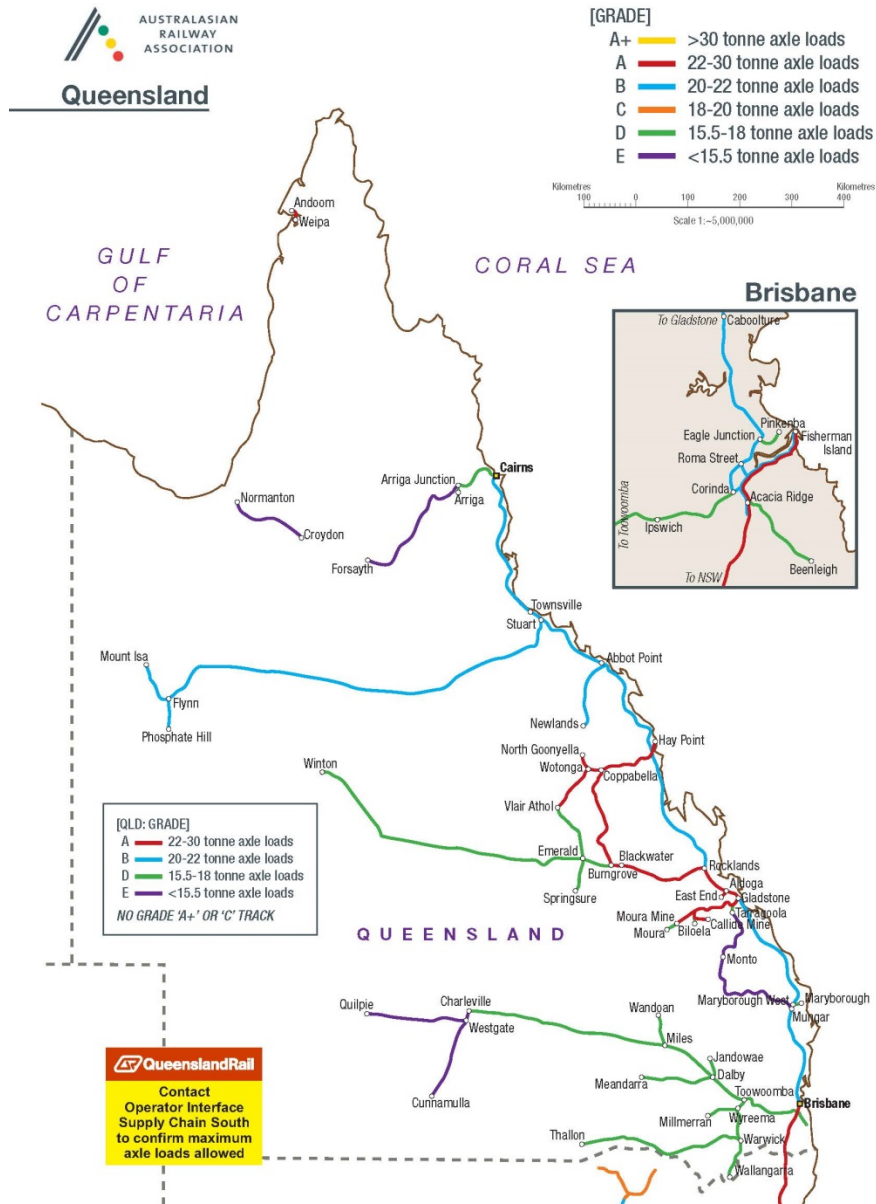 AUSTRALASIAN
RAILWAY
ASSOCIATION
Queensland
[GRADE]
A+ >30 tonne axle loads
A 22-30 tonne axle loads
B 20-22 tonne axle loads
C 18-20 tonne axle loads
D 15.5-18 tonne axle loads
E <15.5 tonne axle loads
Kilometres
Kilometres
100 0 100 200 300 400
Scale 1:~5,000,000
Andoom
Weipa
GULF
OF
CARPENTARIA
CORAL SEA
Brisbane
To Gladstone
Caboolture
Pinkenba
Eagle Junction
Fisherman
Island
Roma Street
Corinda
Acacia Ridge
To Toowoomba
Ipswich
Beenleigh
To NSW
Cairns
Arriga Junction
Arriga
Normanton
Croydon
Forsayth
Townsville
Stuart
Mount Isa
Abbot Point
Flynn
Newlands
Phosphate Hill
Hay Point
North Goonyella
Wotonga
Coppabella
Winton
Vlair Athol
[QLD: GRADE]
A 22-30 tonne axle loads
B 20-22 tonne axle loads
D 15.5-18 tonne axle loads
E <15.5 tonne axle loads
NO GRADE 'A+' OR 'C' TRACK
Emerald
Blackwater
Burngrove
Rocklands
Springsure
Aldoga
East End
Gladstone
Tarragoola
Moura Mine
Callide Mine
Moura
Biloela
QUEENSLAND
Monto
Maryborough West
Maryborough
Mungar
Quilpie
Charleville
Westgate
Wandoan
Miles
Jandowae
Dalby
Meandarra
Cunnamulla
Toowoomba
Brisbane
Millmerran
Wyreema
Thallon
Warwick
Wallangarra
QR QueenslandRail
Contact
Operator Interface
Supply Chain South
to confirm maximum
axle loads allowed